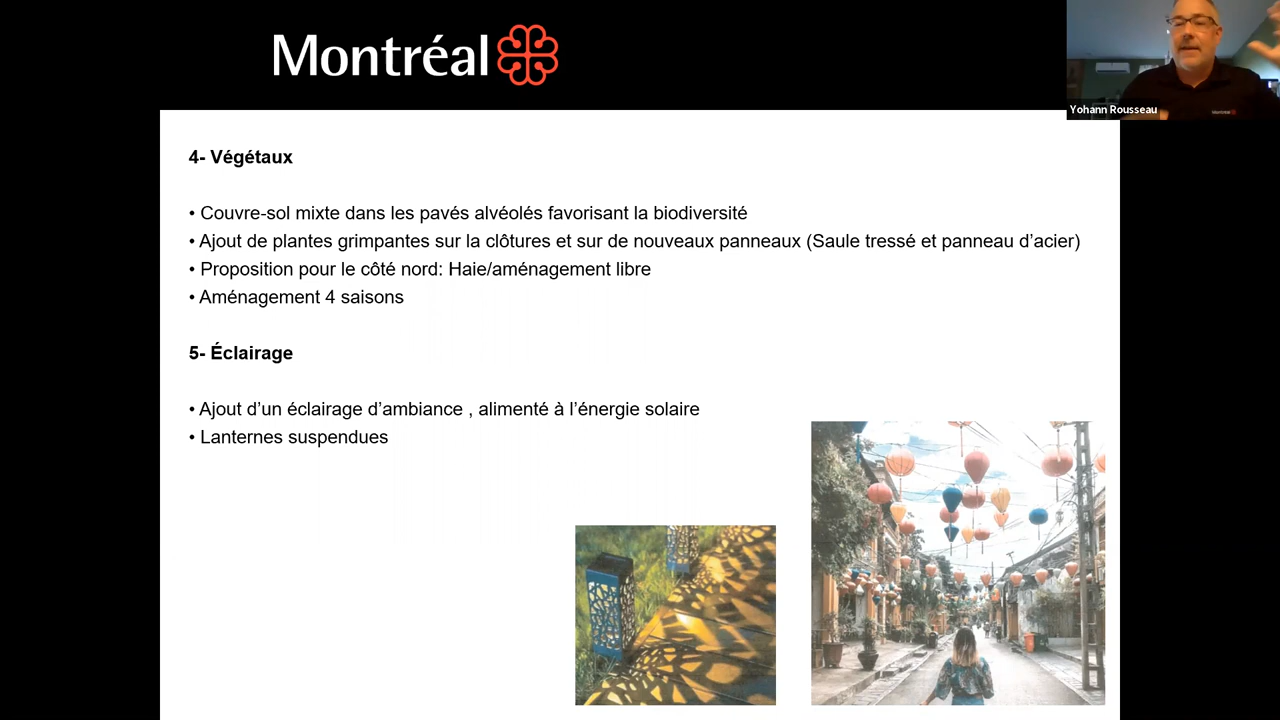 Montréal
Yohann Rousseau
4- Végétaux
• Couvre-sol mixte dans les pavés alvéolés favorisant la biodiversité
• Ajout de plantes grimpantes sur la clôtures et sur de nouveaux panneaux (Saule tressé et panneau d’acier)
• Proposition pour le côté nord: Haie/aménagement libre
• Aménagement 4 saisons
5- Éclairage
• Ajout d’un éclairage d’ambiance , alimenté à l’énergie solaire
• Lanternes suspendues